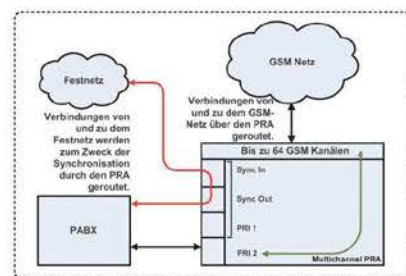 Festnetz
GSM Netz
Verbindungen von
und zu dem
Festnetz werden
zum Zweck der
Synchronisation
durch den PRA
geroutet.
Verbindungen von
und zu dem GSM-
Netz über den PRA
geroutet.
Bis zu 64 GSM Kanälen
Sync In
Sync Out
PRI 1
PRI 2
Multichannel PRA
PABX